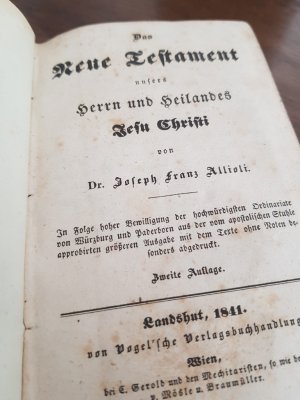 Das
Neue Testament
unsers
Herrn und Heilandes
Jesu Christi
von
Dr. Joseph Franz Allioli.
In Folge hoher Bewilligung der hochwürdigsten Ordinariate
von Würzburg und Paderborn aus der vom apostolischen Stuhle
approbirten größeren Ausgabe mit dem Texte ohne Noten be-
sonders abgedruckt.
Zweite Auflage.
Landshut, 1841.
von Vogel'sche Verlagsbuchhandlung
Wien,
bei C. Gerold und den Mechitaristen, so wie be
v. Mösle u. Braumüller.